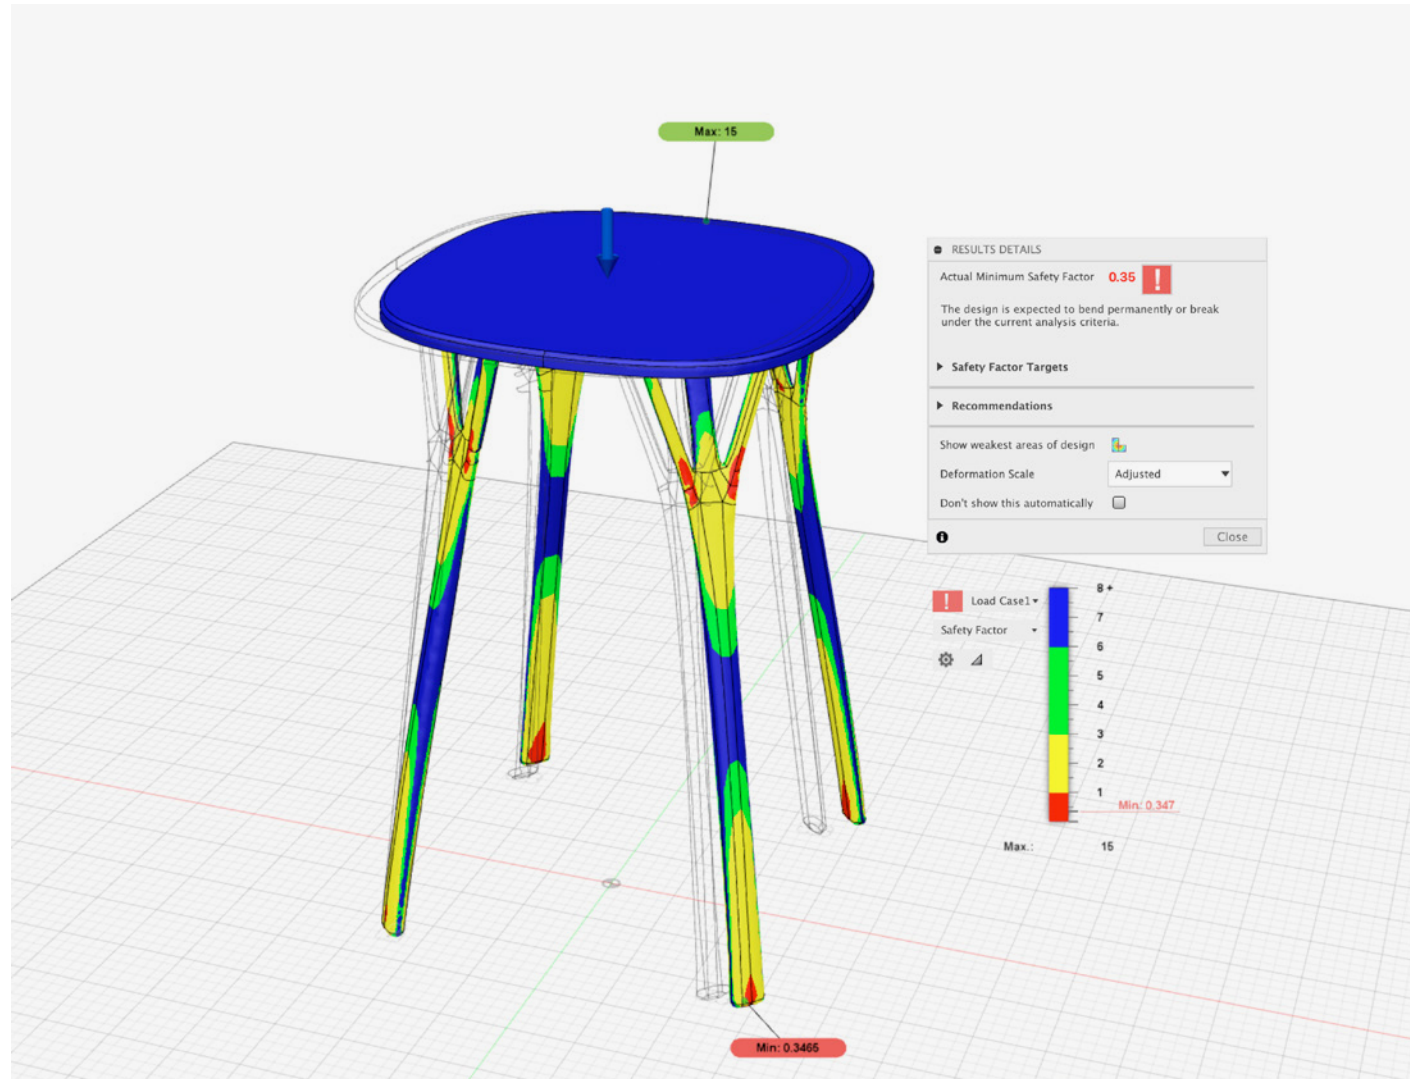 Max: 15
RESULTS DETAILS
Actual Minimum Safety Factor 0.35 !
The design is expected to bend permanently or break
under the current analysis criteria.
Safety Factor Targets
Recommendations
Show weakest areas of design
Deformation Scale Adjusted
Don't show this automatically
Close
! Load Case1
Safety Factor
8 +
7
6
5
4
3
2
1
Min: 0.347
Max.: 15
Min: 0.3465